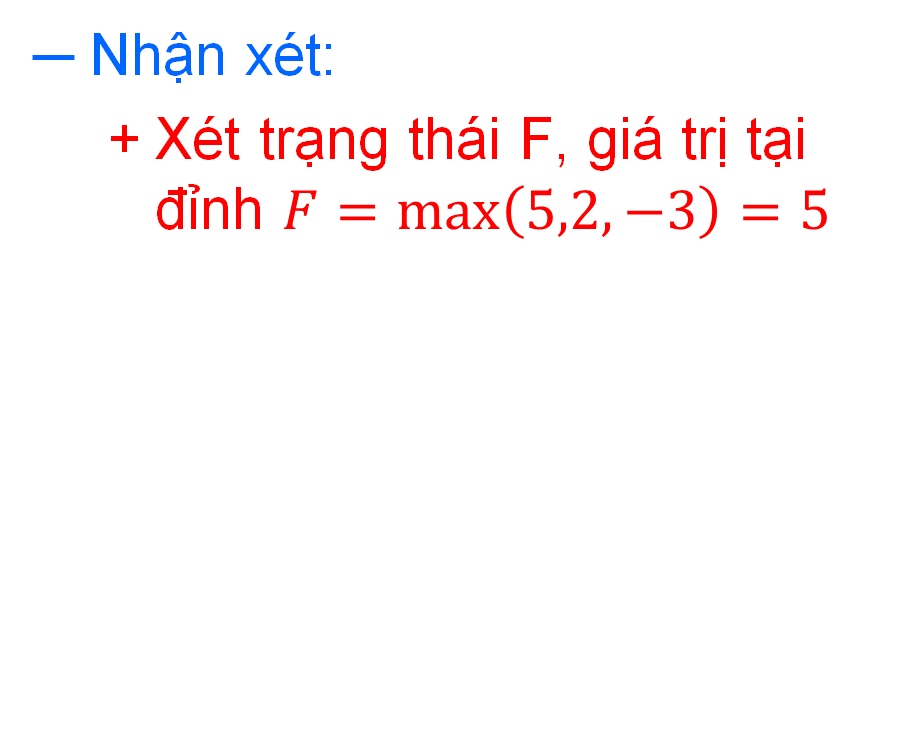 ─ Nhận xét:
+ Xét trạng thái F, giá trị tại
đỉnh F = max(5,2, −3) = 5